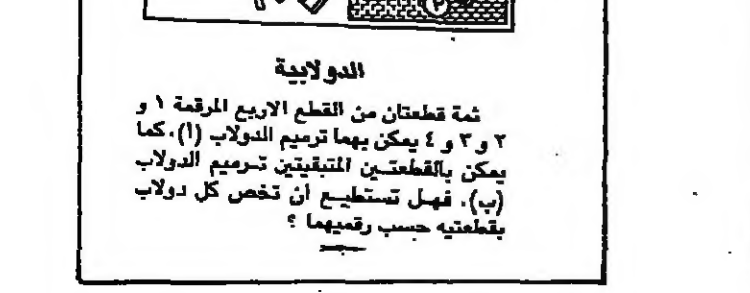 ٢
الدولابية
ثمة قطعتان من القطع الاربع المرقمة ١ و
٢ و ٣ و ٤ يمكن بهما ترميم الدولاب (أ). كما
يمكن بالقطعتين المتبقيتين ترميم الدولاب
(ب). فهل تستطيع أن تخص كل دولاب
بقطعتيه حسب رقميهما ؟